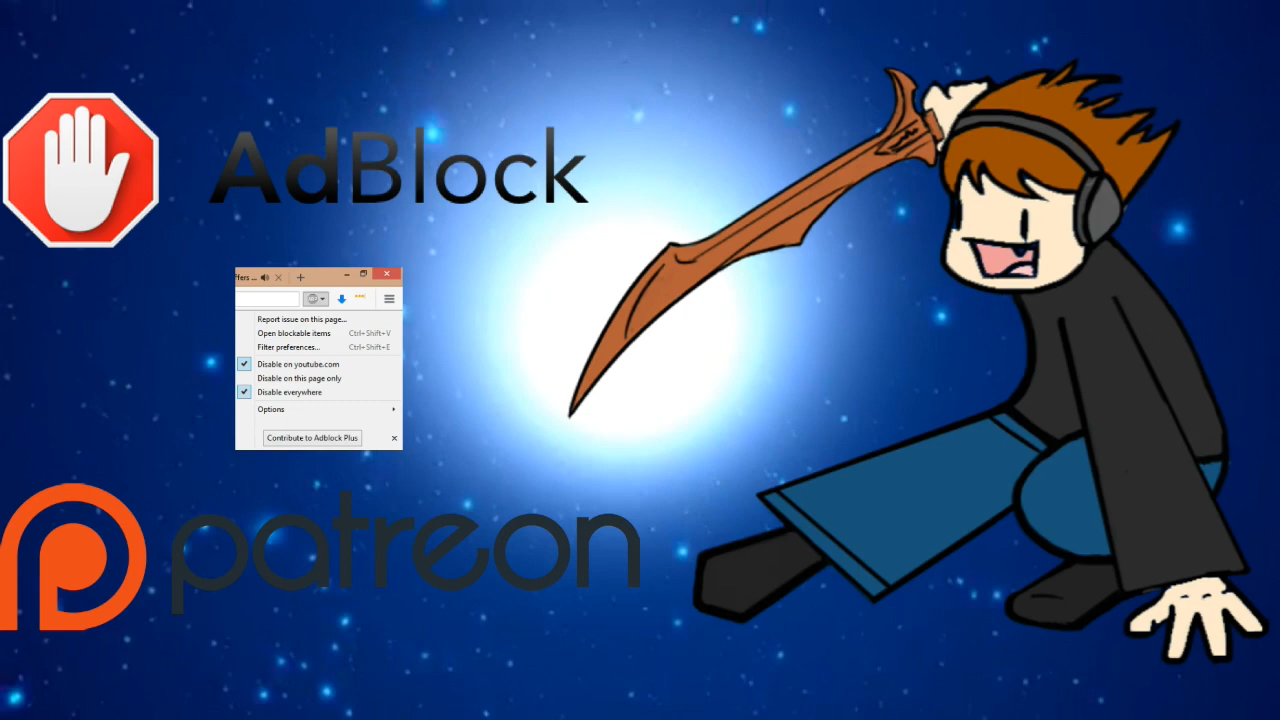 AdBlock
ffers ...
Report issue on this page...
Open blockable items Ctrl+Shift+V
Filter preferences... Ctrl+Shift+E
Disable on youtube.com
Disable on this page only
Disable everywhere
Options
Contribute to Adblock Plus
patreon